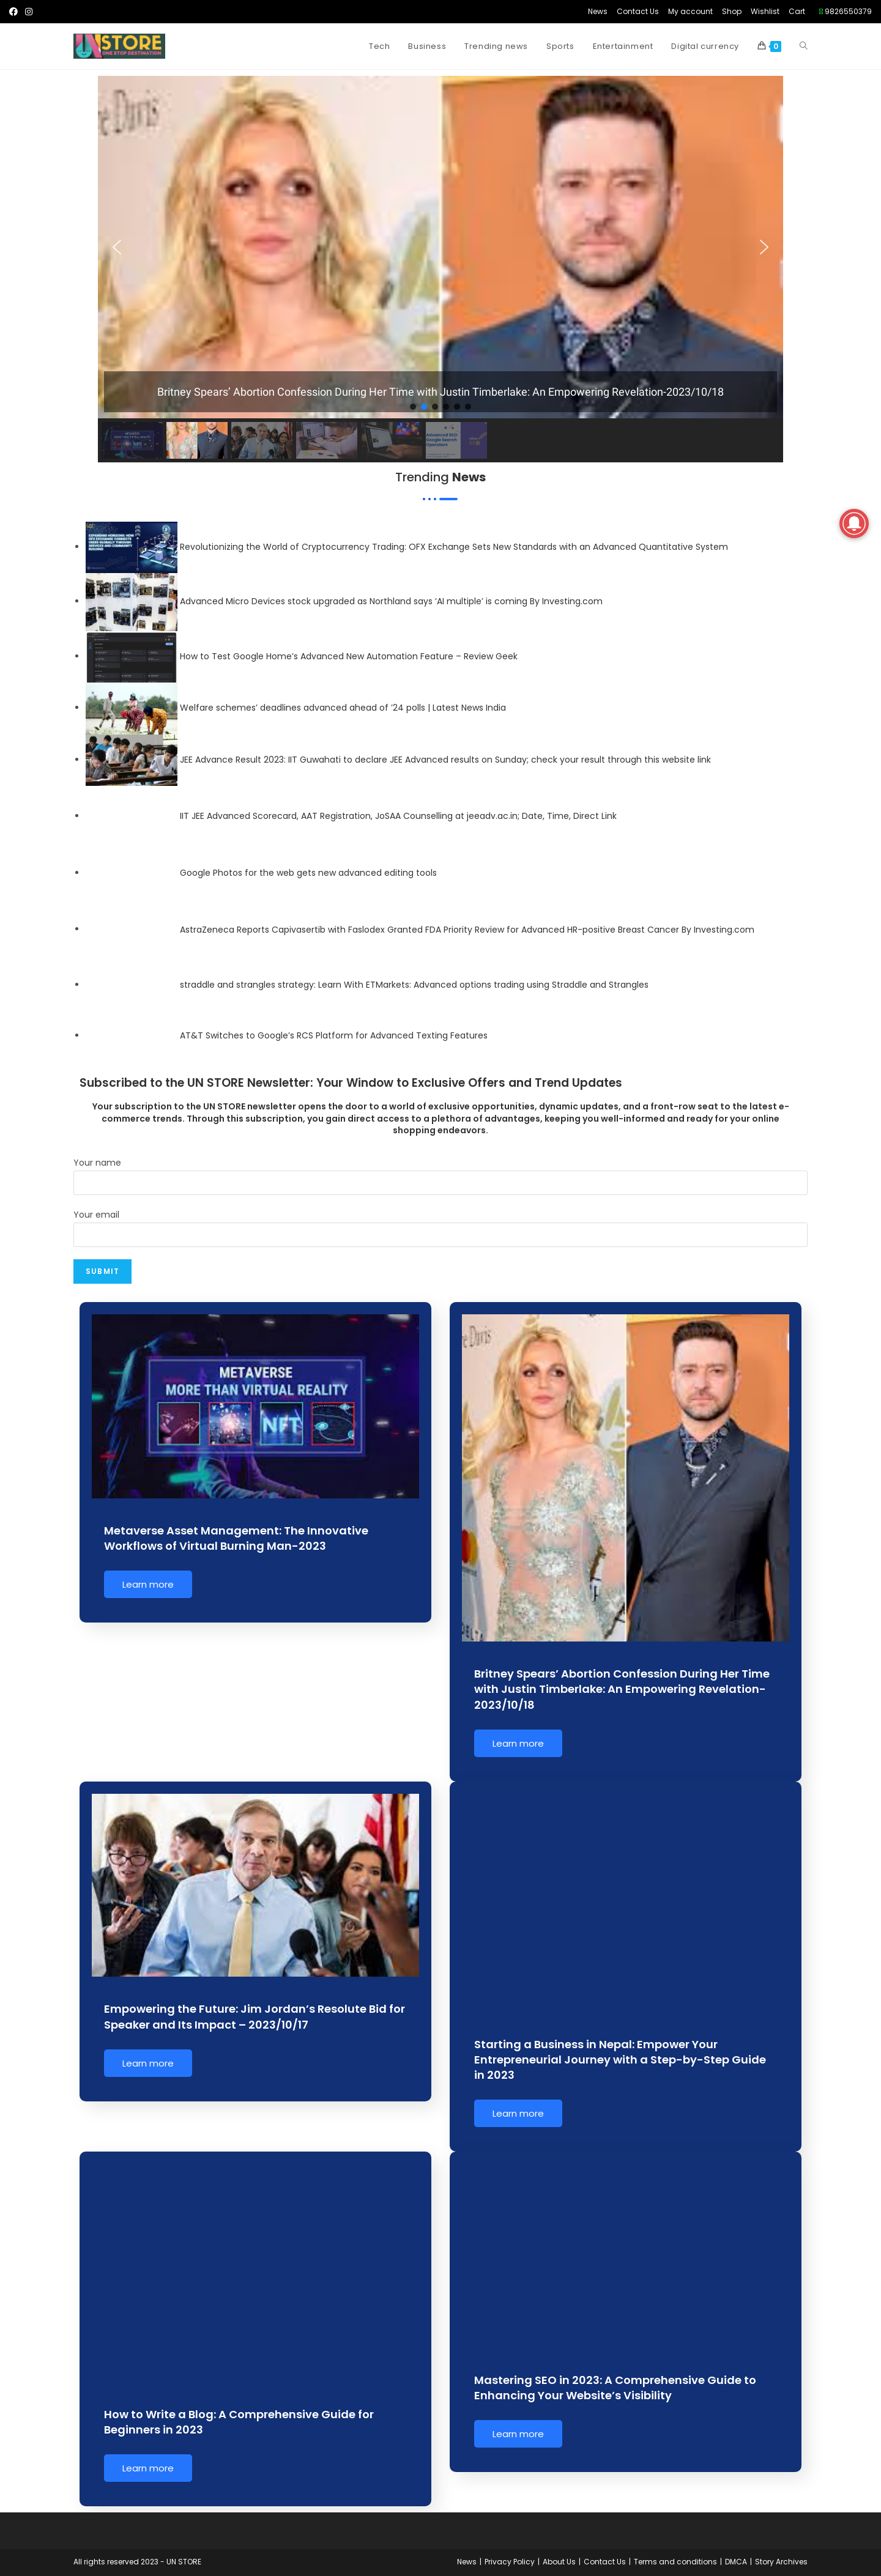 News Contact Us My account Shop Wishlist Cart 9826550379
UNSTORE
ONE STOP DESTINATION
Tech Business Trending news Sports Entertainment Digital currency 0
Britney Spears’ Abortion Confession During Her Time with Justin Timberlake: An Empowering Revelation-2023/10/18
Trending News
Revolutionizing the World of Cryptocurrency Trading: OFX Exchange Sets New Standards with an Advanced Quantitative System
Advanced Micro Devices stock upgraded as Northland says ‘AI multiple’ is coming By Investing.com
How to Test Google Home’s Advanced New Automation Feature – Review Geek
Welfare schemes’ deadlines advanced ahead of ’24 polls | Latest News India
JEE Advance Result 2023: IIT Guwahati to declare JEE Advanced results on Sunday; check your result through this website link
IIT JEE Advanced Scorecard, AAT Registration, JoSAA Counselling at jeeadv.ac.in; Date, Time, Direct Link
Google Photos for the web gets new advanced editing tools
AstraZeneca Reports Capivasertib with Faslodex Granted FDA Priority Review for Advanced HR-positive Breast Cancer By Investing.com
straddle and strangles strategy: Learn With ETMarkets: Advanced options trading using Straddle and Strangles
AT&T Switches to Google’s RCS Platform for Advanced Texting Features
Subscribed to the UN STORE Newsletter: Your Window to Exclusive Offers and Trend Updates
Your subscription to the UN STORE newsletter opens the door to a world of exclusive opportunities, dynamic updates, and a front-row seat to the latest e-
commerce trends. Through this subscription, you gain direct access to a plethora of advantages, keeping you well-informed and ready for your online
shopping endeavors.
Your name
Your email
SUBMIT
METAVERSE
MORE THAN VIRTUAL REALITY
NFT
Metaverse Asset Management: The Innovative
Workflows of Virtual Burning Man-2023
Learn more
Britney Spears’ Abortion Confession During Her Time
with Justin Timberlake: An Empowering Revelation-
2023/10/18
Learn more
Empowering the Future: Jim Jordan’s Resolute Bid for
Speaker and Its Impact – 2023/10/17
Learn more
Starting a Business in Nepal: Empower Your
Entrepreneurial Journey with a Step-by-Step Guide
in 2023
Learn more
How to Write a Blog: A Comprehensive Guide for
Beginners in 2023
Learn more
Mastering SEO in 2023: A Comprehensive Guide to
Enhancing Your Website’s Visibility
Learn more
All rights reserved 2023 - UN STORE
News | Privacy Policy | About Us | Contact Us | Terms and conditions | DMCA | Story Archives